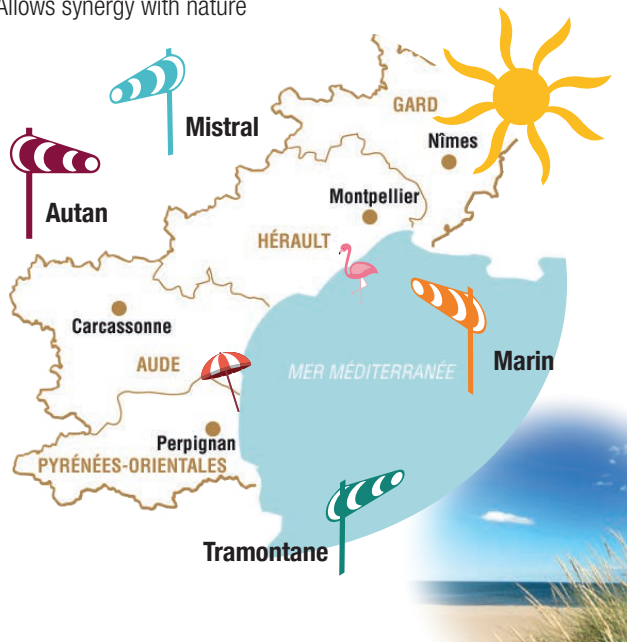 Allows synergy with nature
Mistral
GARD
Nîmes
Autan
Montpellier
HÉRAULT
Carcassonne
AUDE
MER MÉDITERRANÉE
Marin
Perpignan
PYRÉNÉES-ORIENTALES
Tramontane